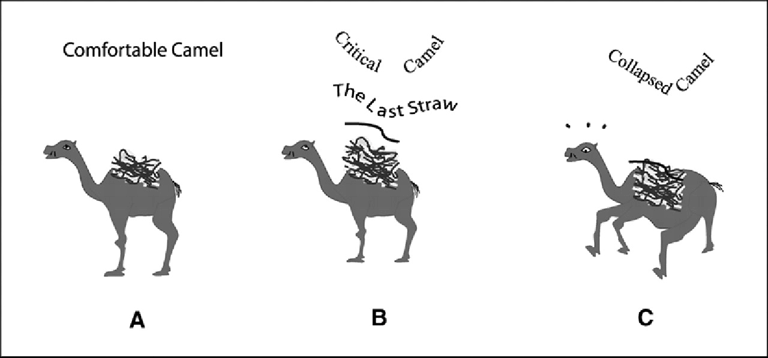 Comfortable Camel
Critical Camel
The Last Straw
Collapsed Camel
A
B
C